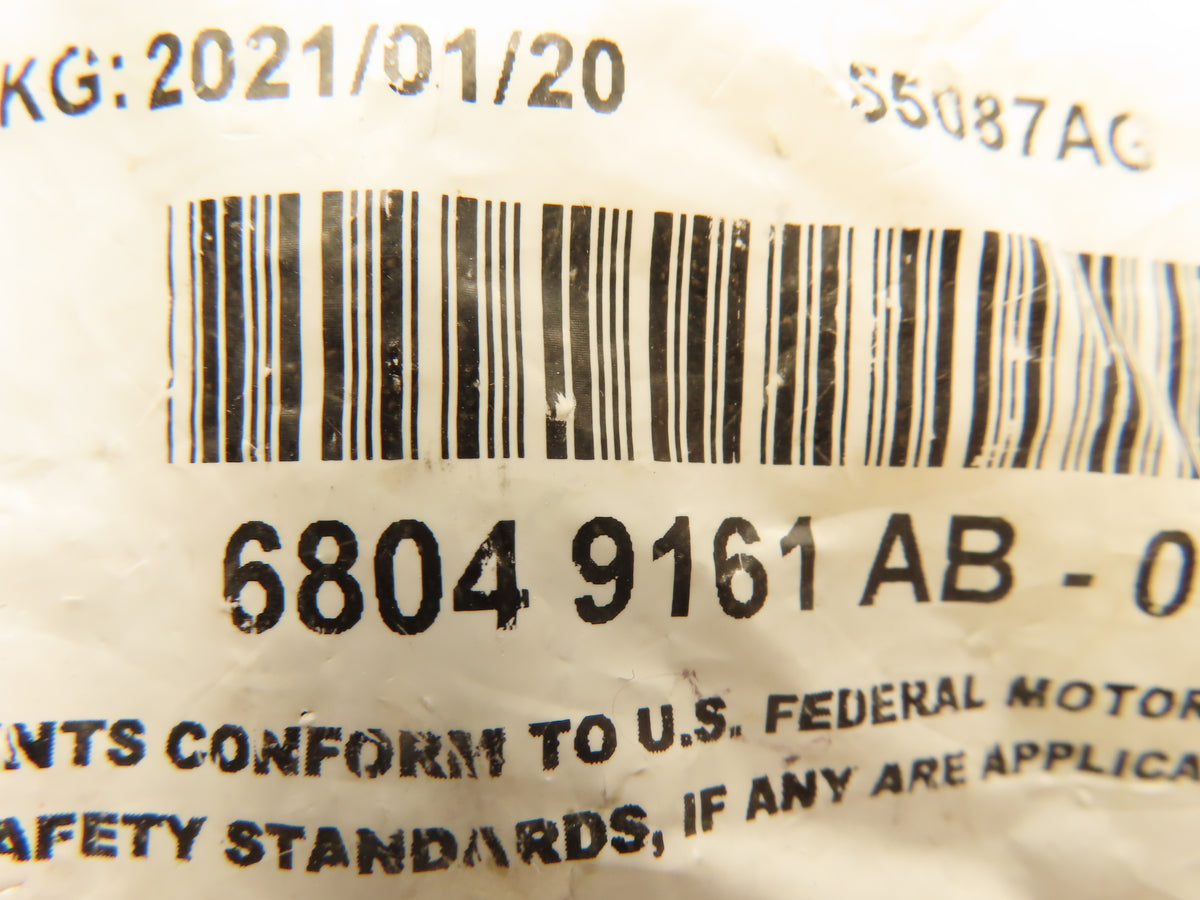 KG: 2021/01/20 55087AG
6804 9161 AB - 0
NTS CONFORM TO U.S. FEDERAL MOTOR
AFETY STANDARDS, IF ANY ARE APPLICA